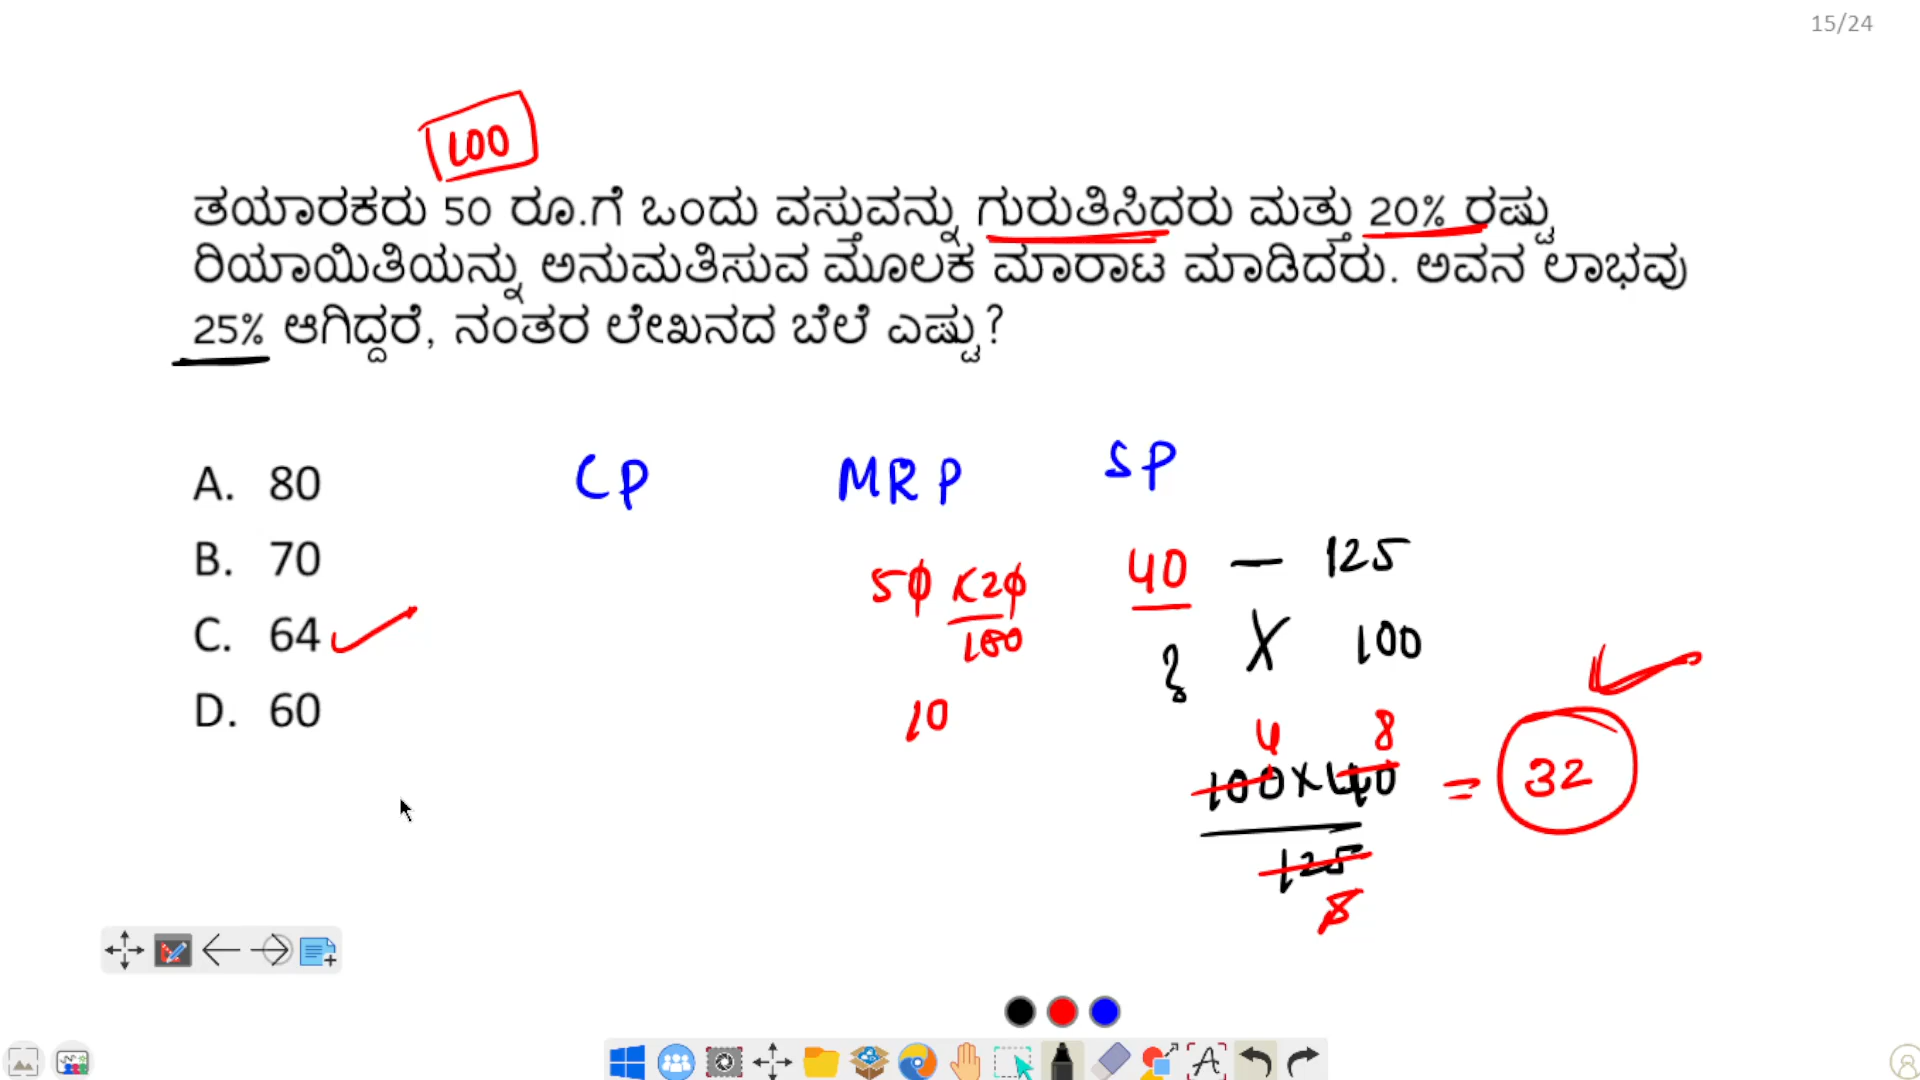 15/24
100
ತಯಾರಕರು 50 ರೂ.ಗೆ ಒಂದು ವಸ್ತುವನ್ನು ಗುರುತಿಸಿದರು ಮತ್ತು 20% ರಷ್ಟು
ರಿಯಾಯಿತಿಯನ್ನು ಅನುಮತಿಸುವ ಮೂಲಕ ಮಾರಾಟ ಮಾಡಿದರು. ಅವನ ಲಾಭವು
25% ಆಗಿದ್ದರೆ, ನಂತರ ಲೇಖನದ ಬೆಲೆ ಎಷ್ಟು?
A. 80
B. 70
C. 64
D. 60
CP MRP SP
50 x 20
100
10
40 — 125
? X 100
4 8
100 x 40 = 32
125